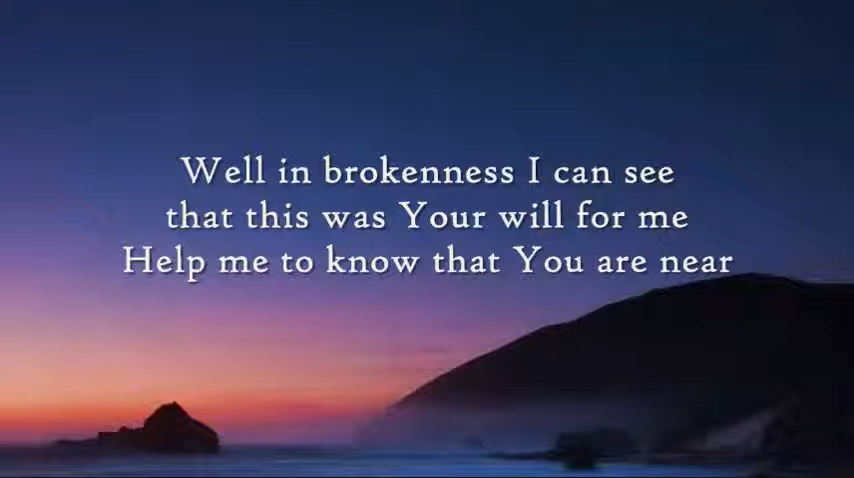 Well in brokenness I can see
that this was Your will for me
Help me to know that You are near